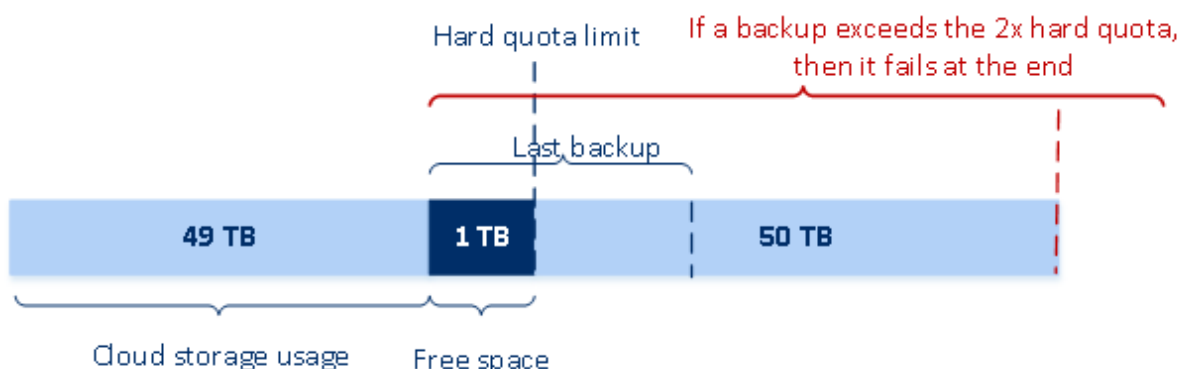 Hard quota limit
If a backup exceeds the 2x hard quota,
then it fails at the end
Last backup
49 TB
1 TB
50 TB
Cloud storage usage
Free space